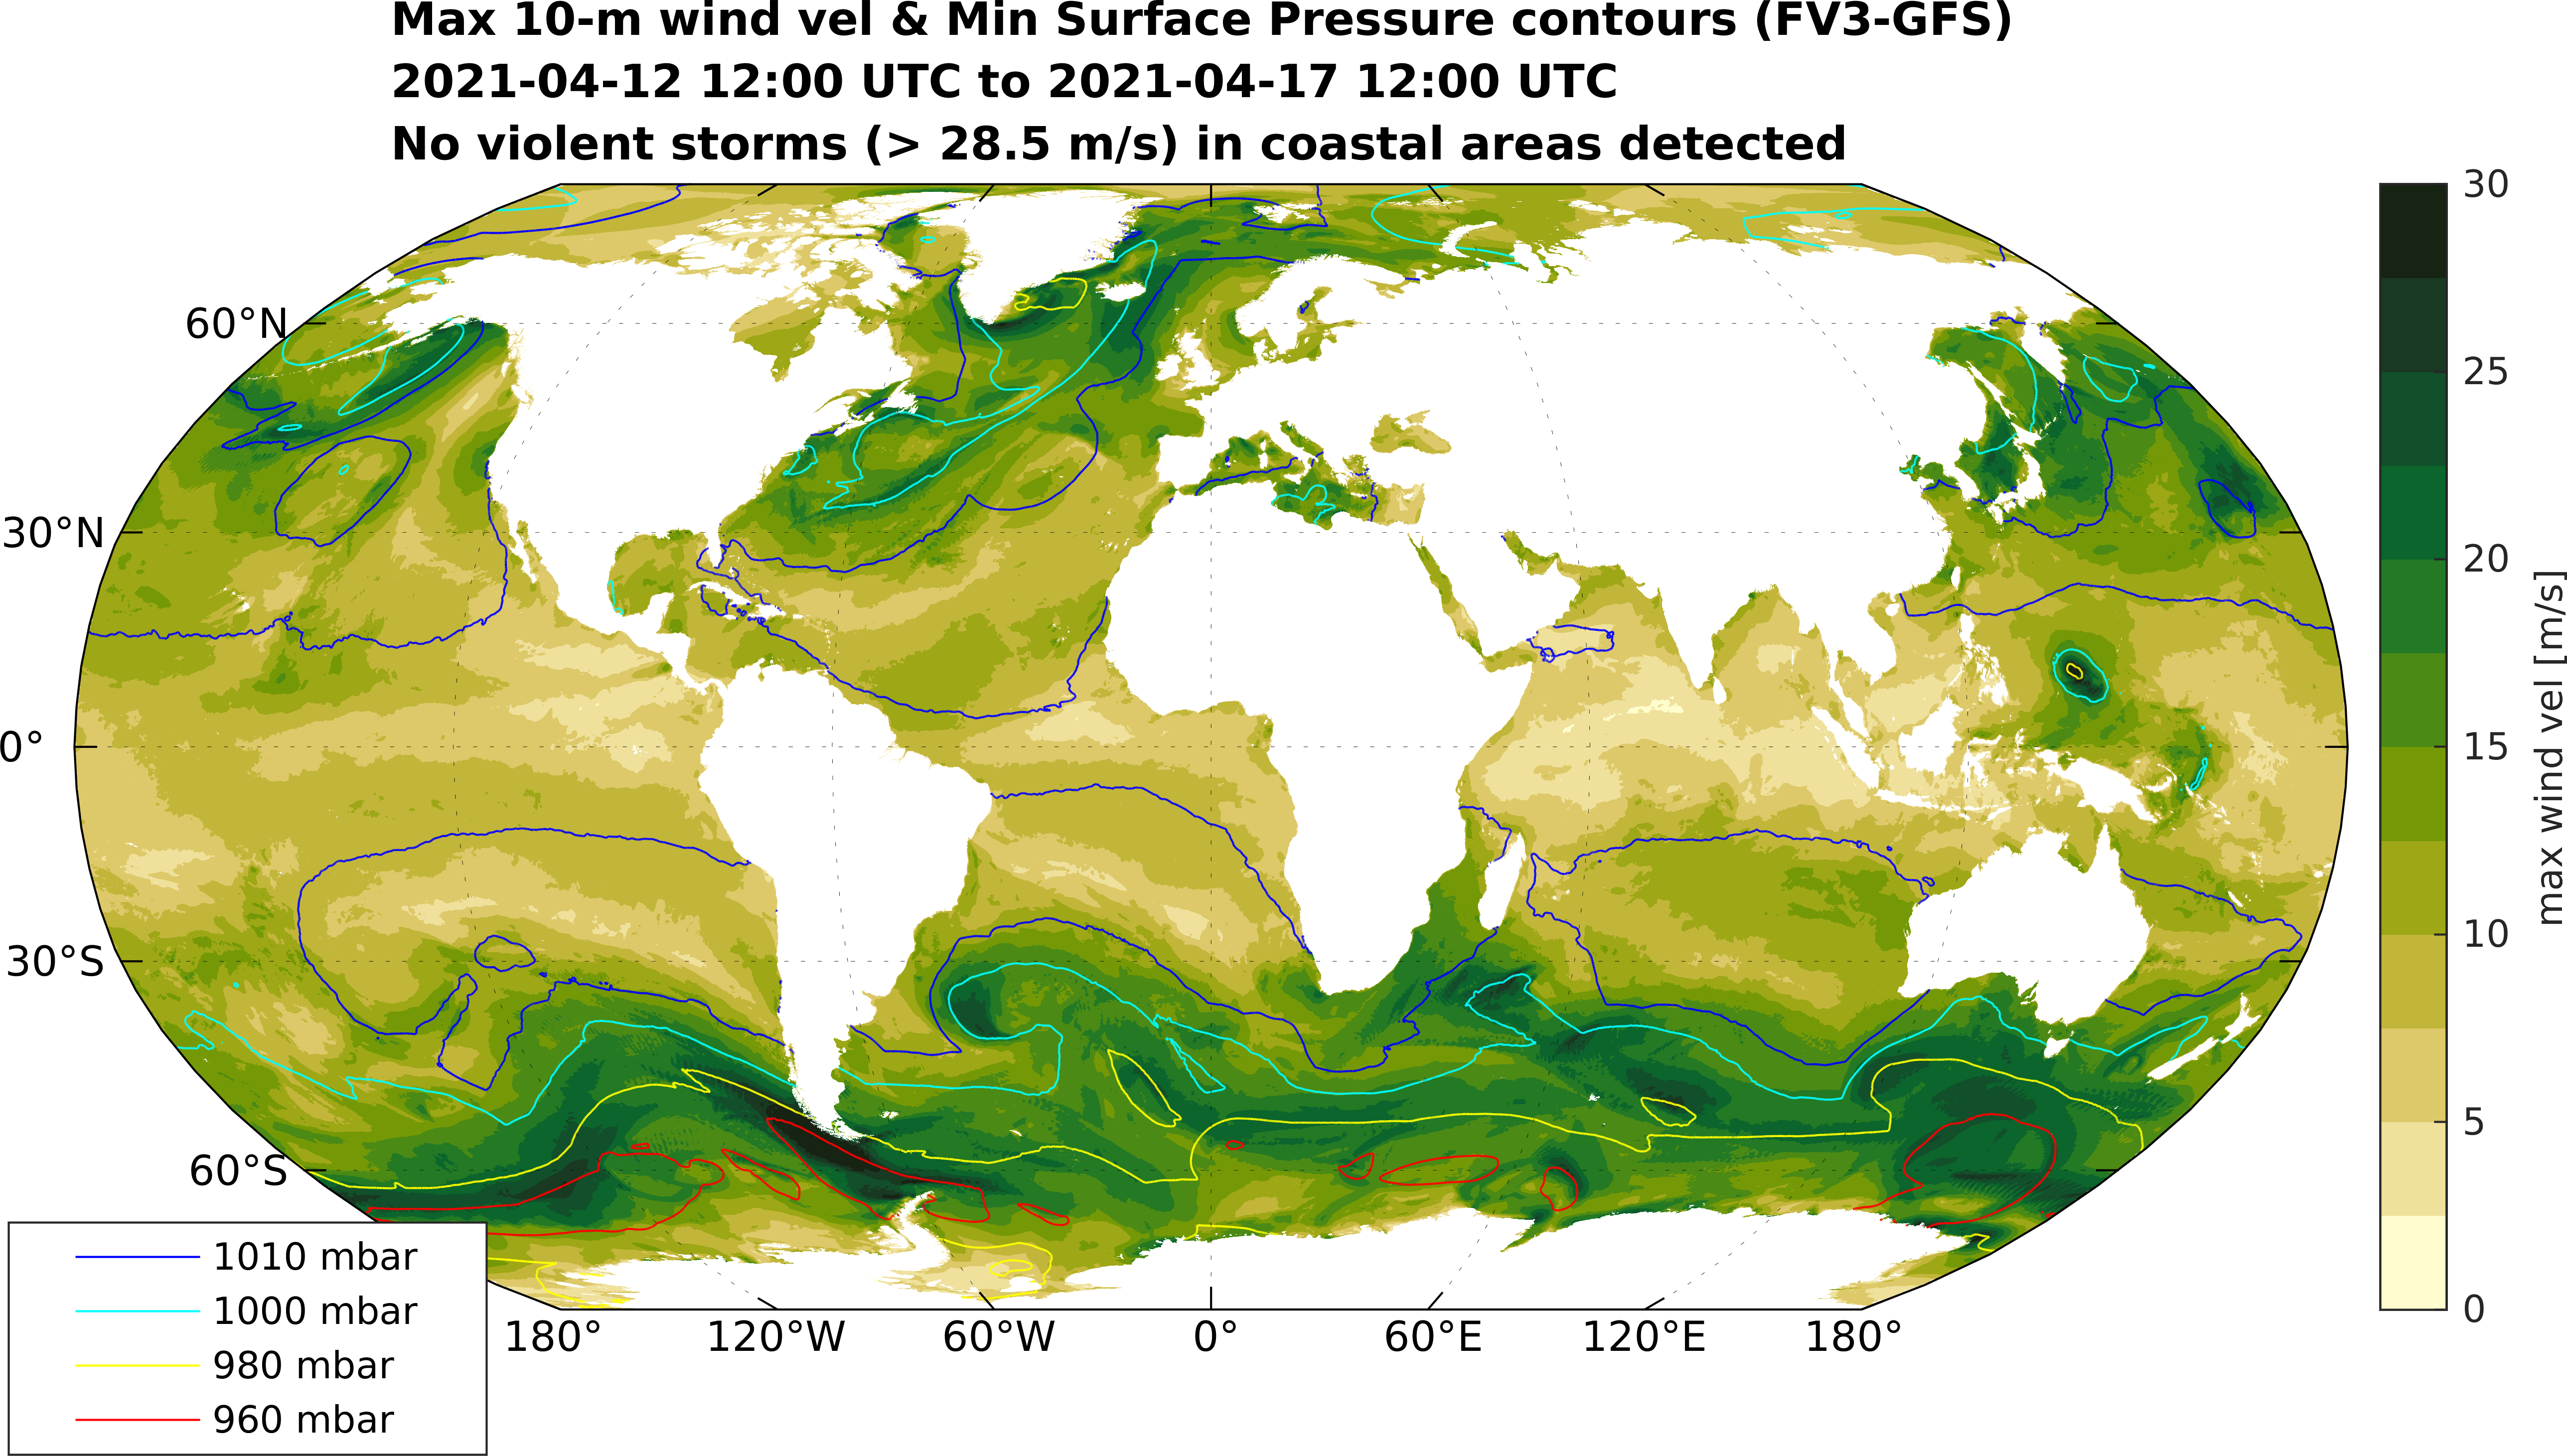 Max 10-m wind vel & Min Surface Pressure contours (FV3-GFS)
2021-04-12 12:00 UTC to 2021-04-17 12:00 UTC
No violent storms (> 28.5 m/s) in coastal areas detected
60°N
30°N
0°
30°S
60°S
180°
120°W
60°W
0°
60°E
120°E
180°
1010 mbar
1000 mbar
980 mbar
960 mbar
30
25
20
15
10
5
0
max wind vel [m/s]